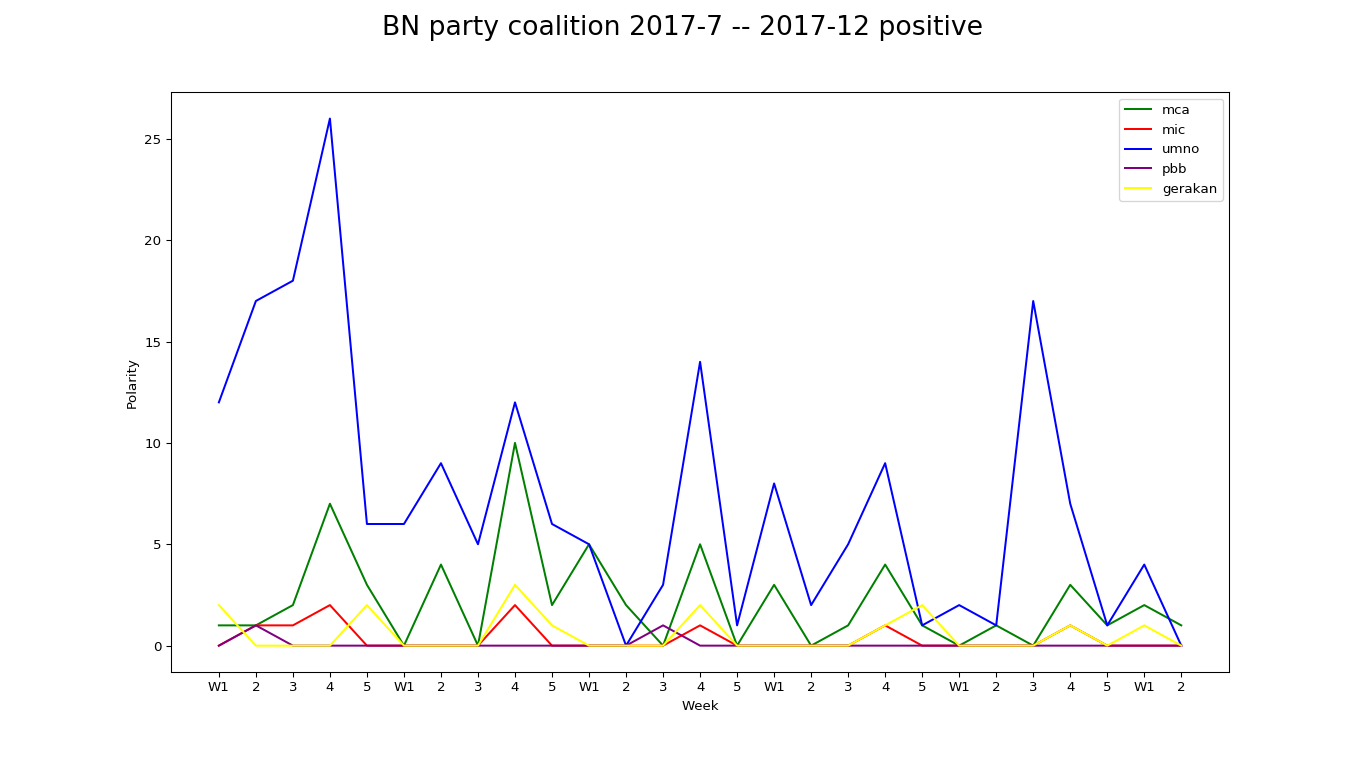 BN party coalition 2017-7 -- 2017-12 positive
mca
mic
umno
pbb
gerakan
25
20
15
10
5
0
Polarity
W1 2 3 4 5 W1 2 3 4 5 W1 2 3 4 5 W1 2 3 4 5 W1 2 3 4 5 W1 2
Week